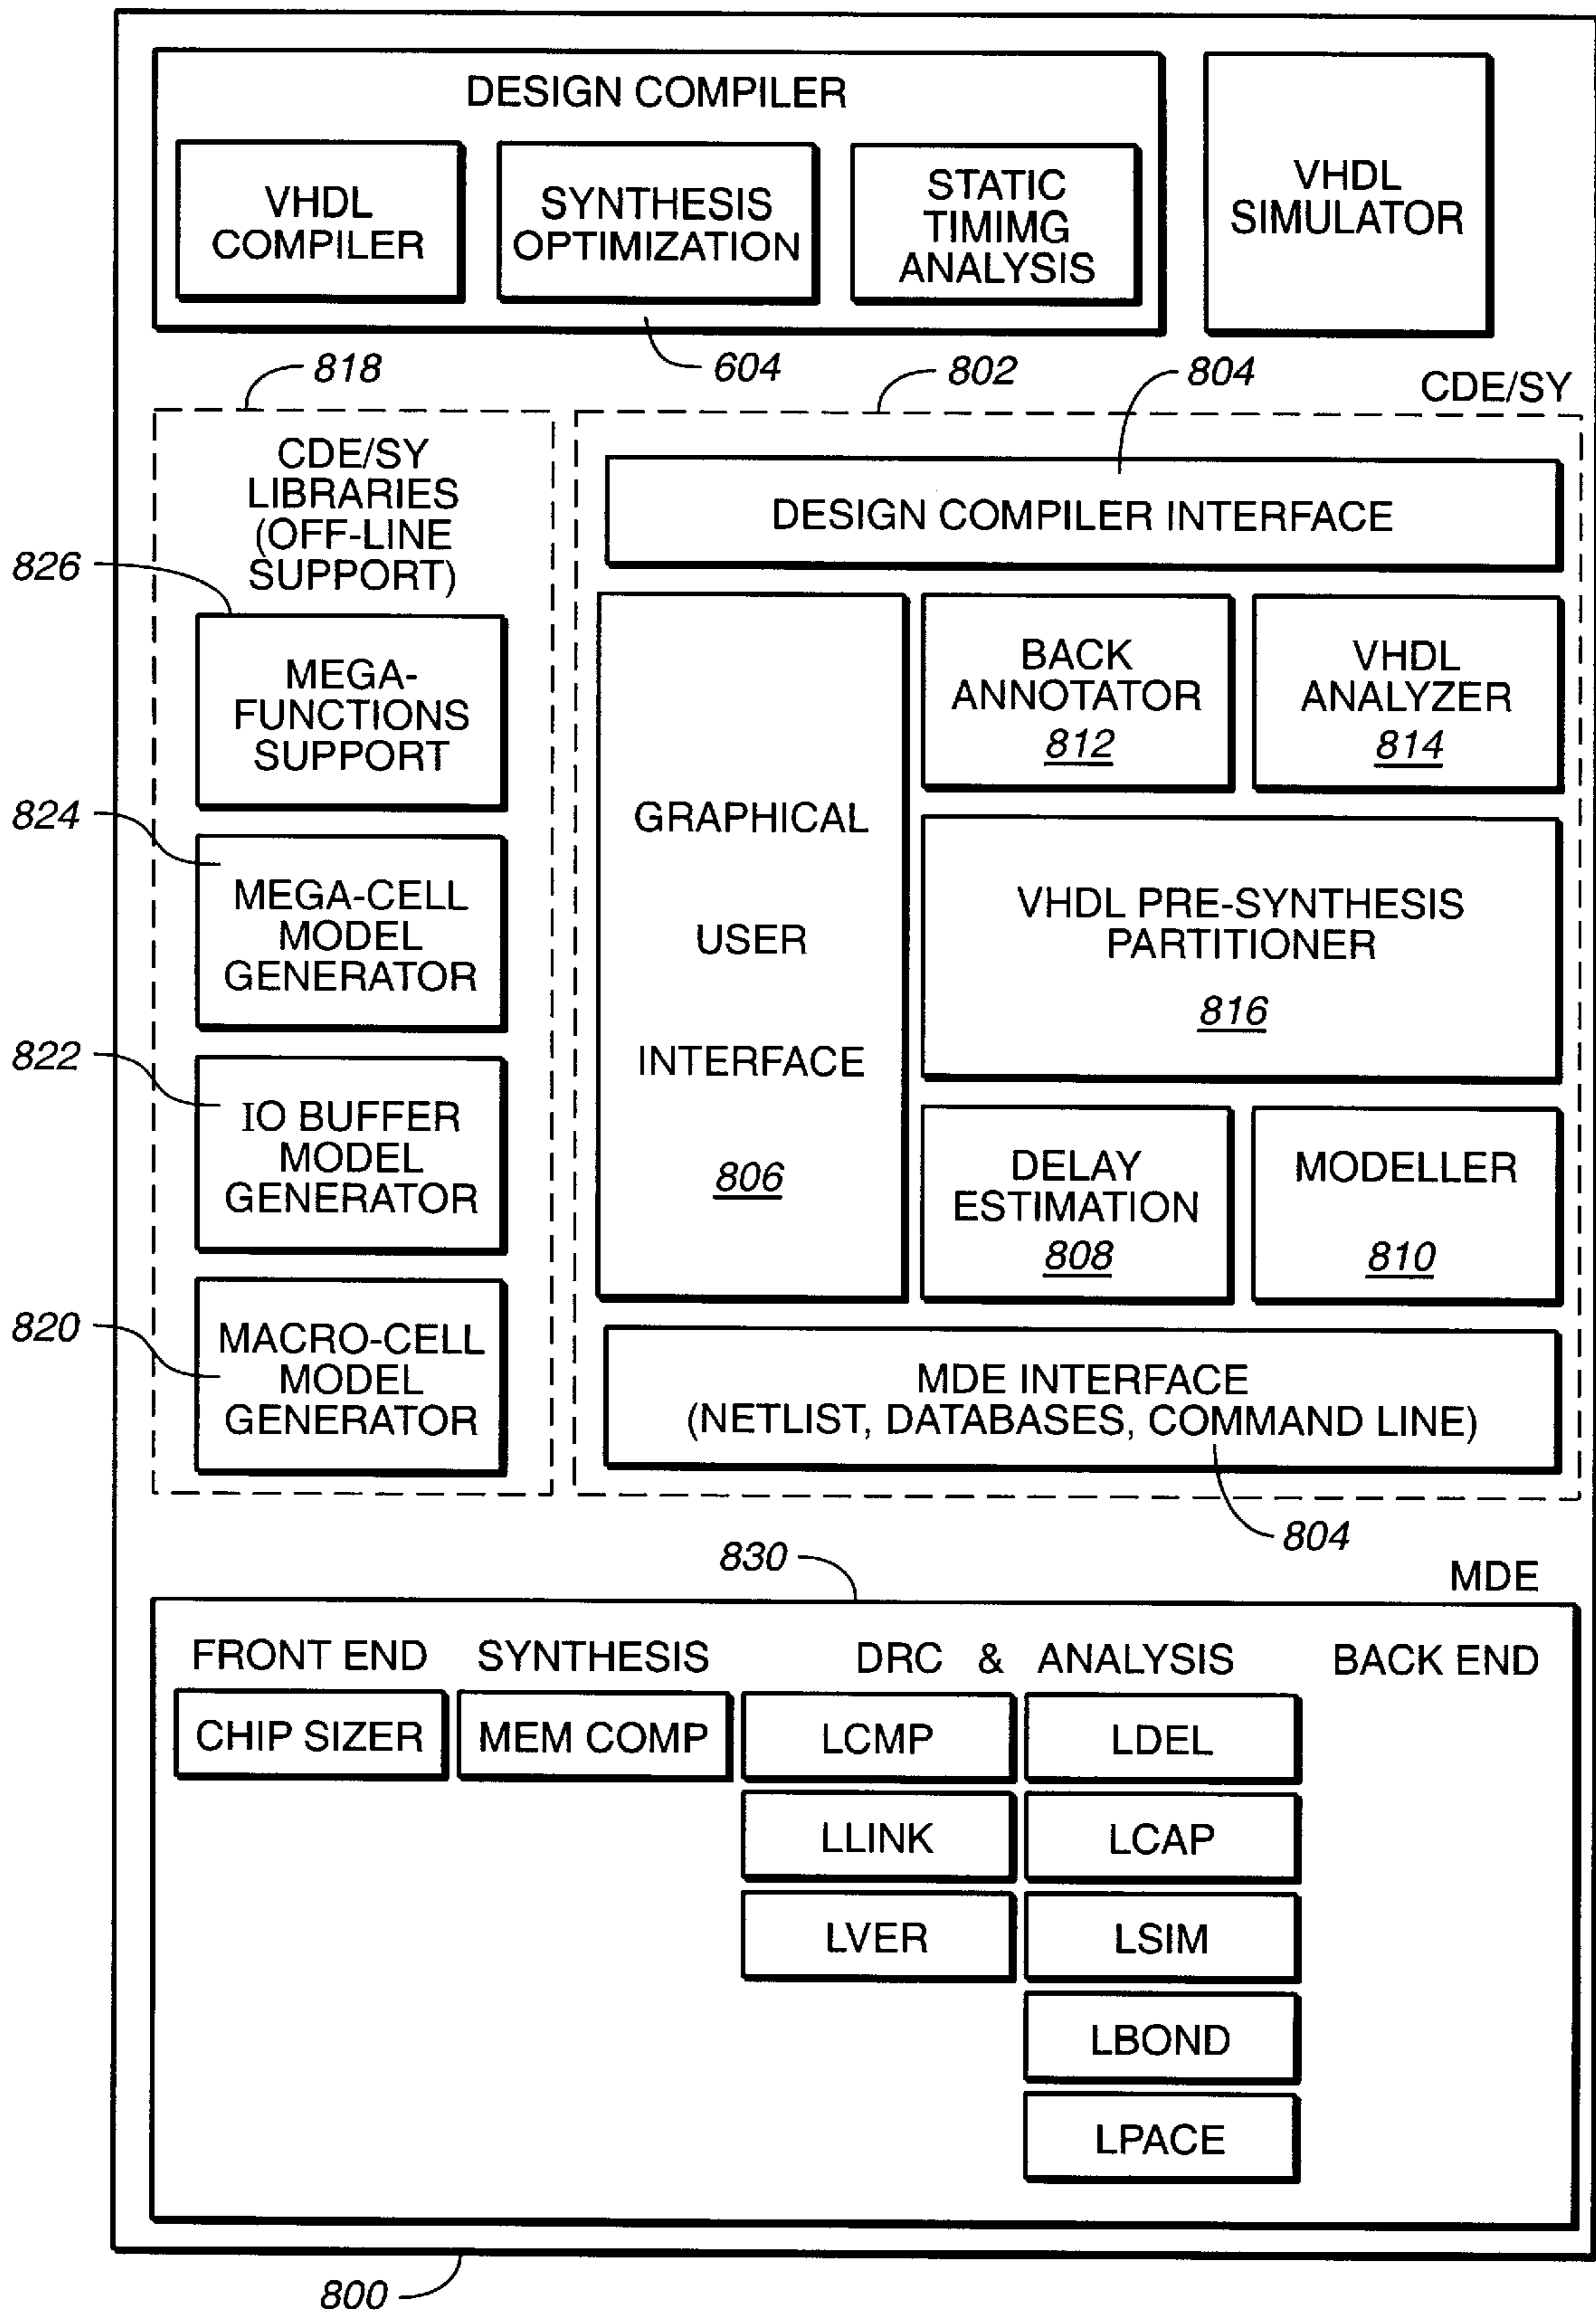 DESIGN COMPILER
VHDL
COMPILER
SYNTHESIS
OPTIMIZATION
STATIC
TIMIMG
ANALYSIS
VHDL
SIMULATOR
604
818
802
804
CDE/SY
CDE/SY
LIBRARIES
(OFF-LINE
SUPPORT)
826
MEGA-
FUNCTIONS
SUPPORT
824
MEGA-CELL
MODEL
GENERATOR
822
IO BUFFER
MODEL
GENERATOR
820
MACRO-CELL
MODEL
GENERATOR
DESIGN COMPILER INTERFACE
GRAPHICAL
USER
INTERFACE
806
BACK
ANNOTATOR
812
VHDL
ANALYZER
814
VHDL PRE-SYNTHESIS
PARTITIONER
816
DELAY
ESTIMATION
808
MODELLER
810
MDE INTERFACE
(NETLIST, DATABASES, COMMAND LINE)
804
830
MDE
FRONT END
SYNTHESIS
DRC & ANALYSIS
BACK END
CHIP SIZER
MEM COMP
LCMP
LDEL
LLINK
LCAP
LVER
LSIM
LBOND
LPACE
800